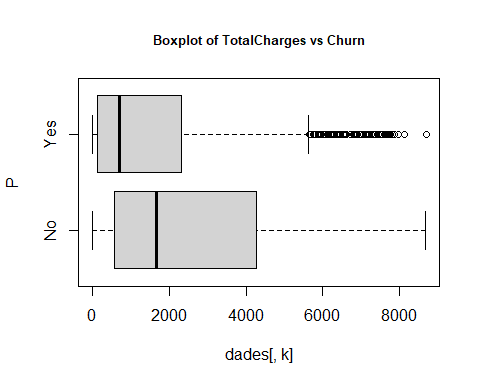 Boxplot of TotalCharges vs Churn
P
Yes
No
0 2000 4000 6000 8000
dades[, k]